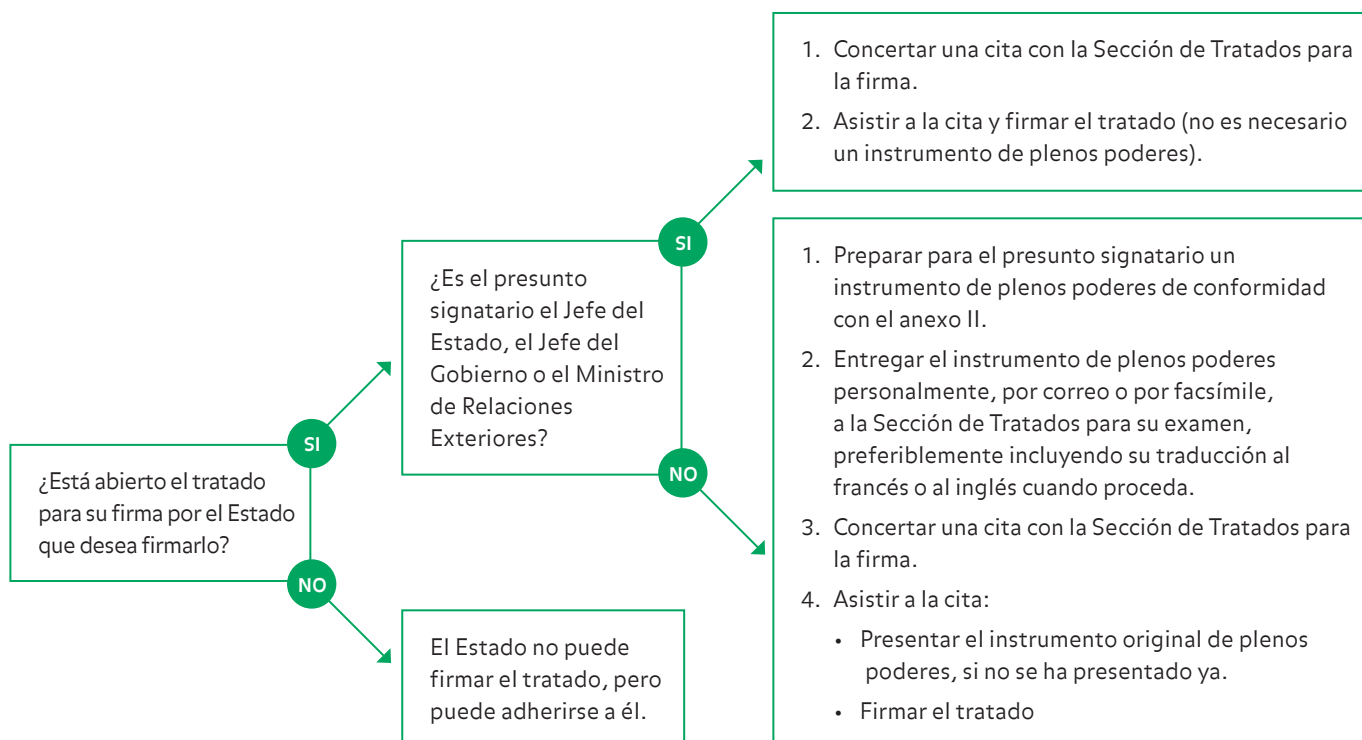 ¿Está abierto el tratado
para su firma por el Estado
que desea firmarlo?
SI
NO
¿Es el presunto
signatario el Jefe del
Estado, el Jefe del
Gobierno o el Ministro
de Relaciones
Exteriores?
SI
NO
El Estado no puede
firmar el tratado, pero
puede adherirse a él.
1. Concertar una cita con la Sección de Tratados para
la firma.
2. Asistir a la cita y firmar el tratado (no es necesario
un instrumento de plenos poderes).
1. Preparar para el presunto signatario un
instrumento de plenos poderes de conformidad
con el anexo II.
2. Entregar el instrumento de plenos poderes
personalmente, por correo o por facsímile,
a la Sección de Tratados para su examen,
preferiblemente incluyendo su traducción al
francés o al inglés cuando proceda.
3. Concertar una cita con la Sección de Tratados para
la firma.
4. Asistir a la cita:
• Presentar el instrumento original de plenos
poderes, si no se ha presentado ya.
• Firmar el tratado